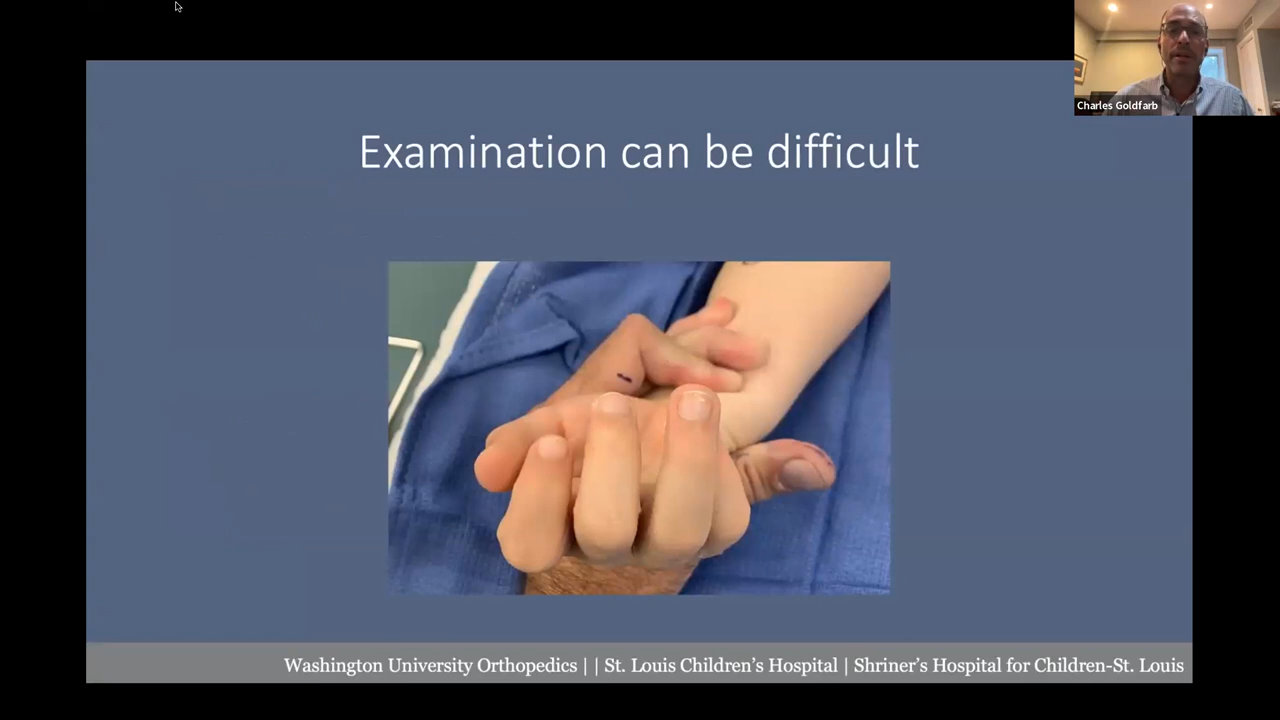 Charles Goldfarb
Examination can be difficult
Washington University Orthopedics | | St. Louis Children’s Hospital | Shriner’s Hospital for Children-St. Louis